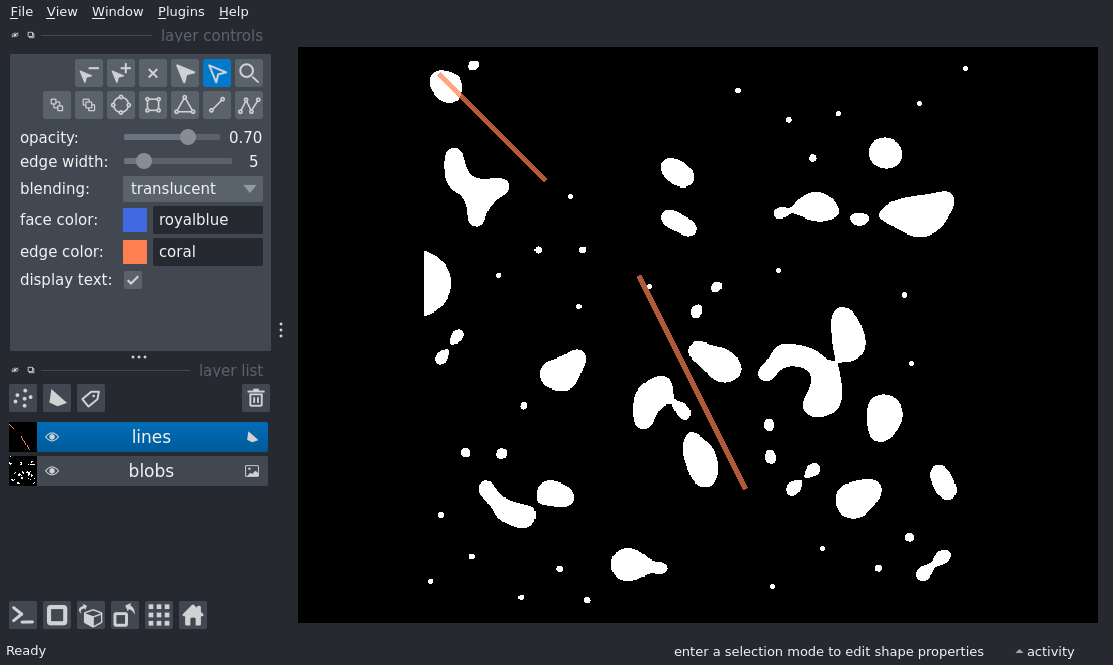 File View Window Plugins Help
layer controls
opacity: 0.70
edge width: 5
blending: translucent
face color: royalblue
edge color: coral
display text:
layer list
lines
blobs
Ready enter a selection mode to edit shape properties activity